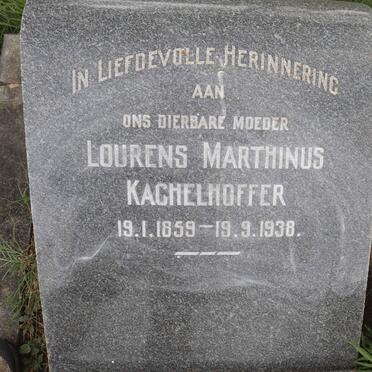 IN LIEFDEVOLLE HERINNERING
AAN
ONS DIERBARE MOEDER
LOURENS MARTHINUS
KACHELHOFFER
19.1.1859 — 19.9.1938.